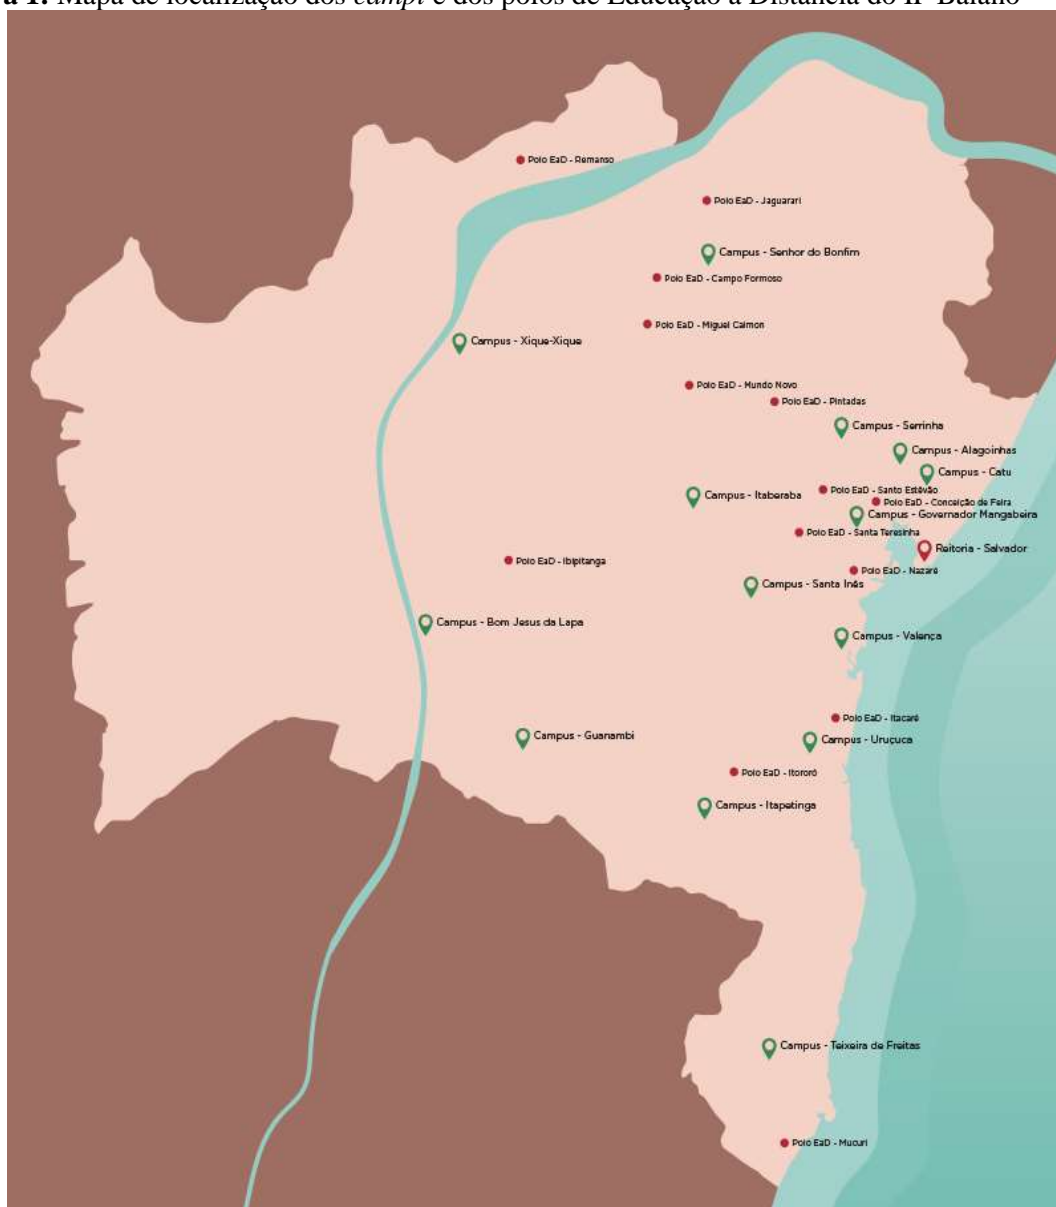 a 1. Mapa de localização dos campi e dos polos de Educação a Distância do IF Baiano
Polo EaD - Remanso
Polo EaD - Jaguarari
Campus - Senhor do Bonfim
Polo EaD - Campo Formoso
Polo EaD - Miguel Calmon
Campus - Xique-Xique
Polo EaD - Mundo Novo
Polo EaD - Pintadas
Campus - Serrinha
Campus - Alagoinhas
Campus - Catu
Polo EaD - Santo Estêvão
Campus - Itaberaba
Polo EaD - Conceição de Feira
Campus - Governador Mangabeira
Polo EaD - Santa Teresinha
Reitoria - Salvador
Polo EaD - Ibipitanga
Polo EaD - Nazaré
Campus - Santa Inês
Campus - Bom Jesus da Lapa
Campus - Valença
Polo EaD - Itacaré
Campus - Guanambi
Campus - Uruçuca
Polo EaD - Itororó
Campus - Itapetinga
Campus - Teixeira de Freitas
Polo EaD - Mucuri